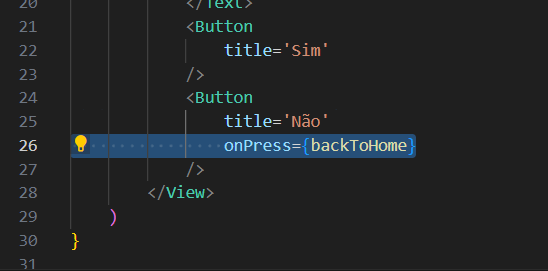 20 </Text>
21 <Button
22 title='Sim'
23 />
24 <Button
25 title='Não'
26 onPress={backToHome}
27 />
28 </View>
29 )
30 }
31